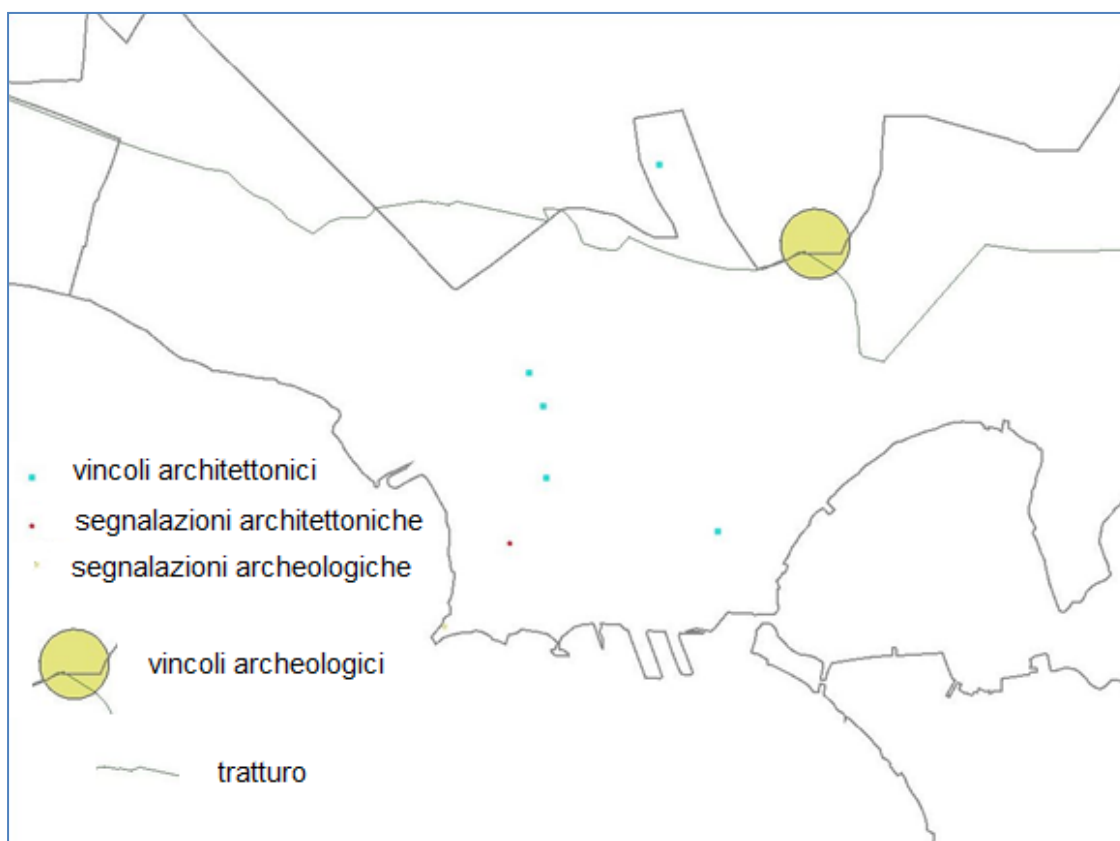 vincoli architettonici
segnalazioni architettoniche
segnalazioni archeologiche
vincoli archeologici
tratturo